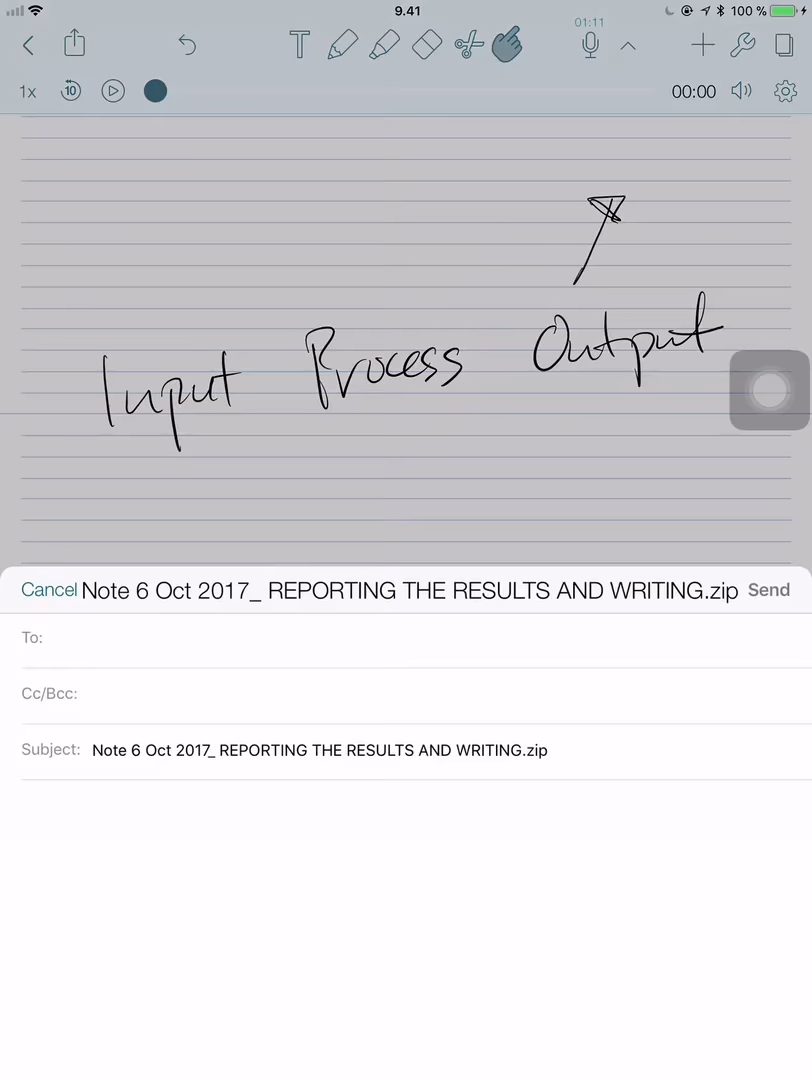 9.41
100 %
T
01:11
1x
10
00:00
Input Process Output
Cancel Note 6 Oct 2017_ REPORTING THE RESULTS AND WRITING.zip Send
To:
Cc/Bcc:
Subject: Note 6 Oct 2017_ REPORTING THE RESULTS AND WRITING.zip